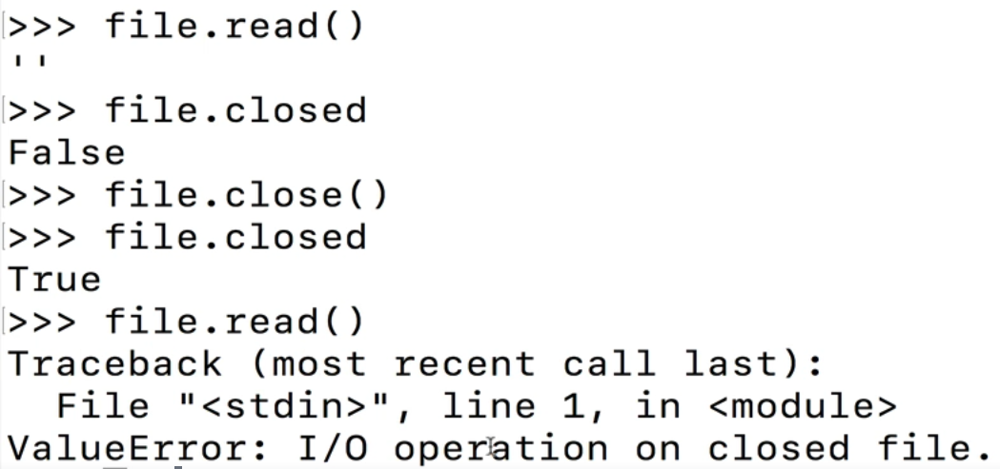 >>> file.read()
''
>>> file.closed
False
>>> file.close()
>>> file.closed
True
>>> file.read()
Traceback (most recent call last):
  File "<stdin>", line 1, in <module>
ValueError: I/O operation on closed file.